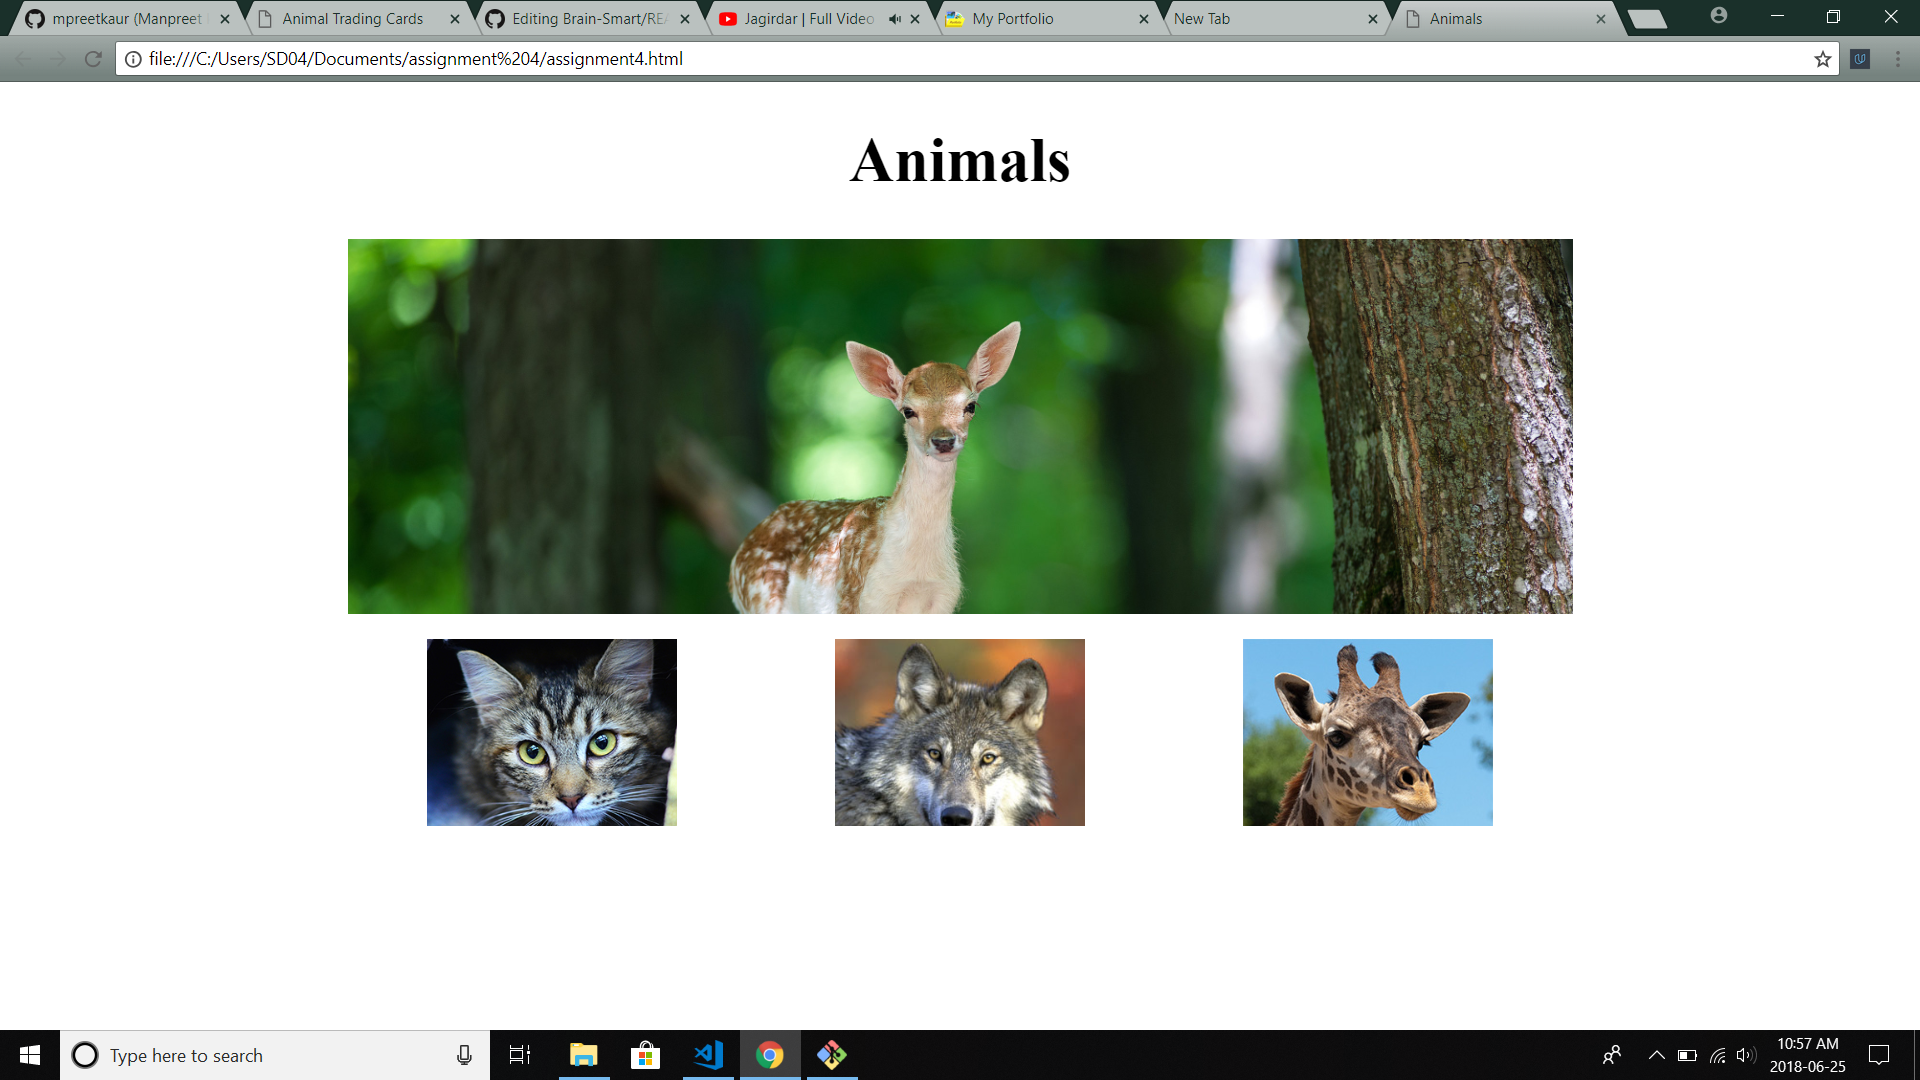 mpreetkaur (Manpreet
Animal Trading Cards
Editing Brain-Smart/REA
Jagirdar | Full Video
My Portfolio
New Tab
Animals
file:///C:/Users/SD04/Documents/assignment%204/assignment4.html
Animals
Type here to search
10:57 AM
2018-06-25